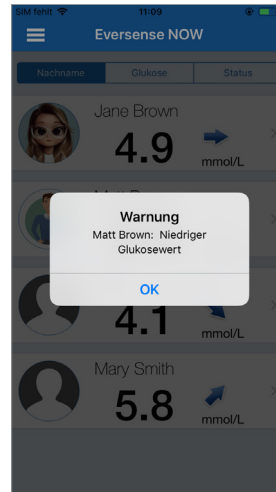 SIM fehlt 11:09
Eversense NOW
Nachname Glukose Status
Jane Brown
4.9
mmol/L
Warnung
Matt Brown: Niedriger
Glukosewert
OK
4.1
mmol/L
Mary Smith
5.8
mmol/L